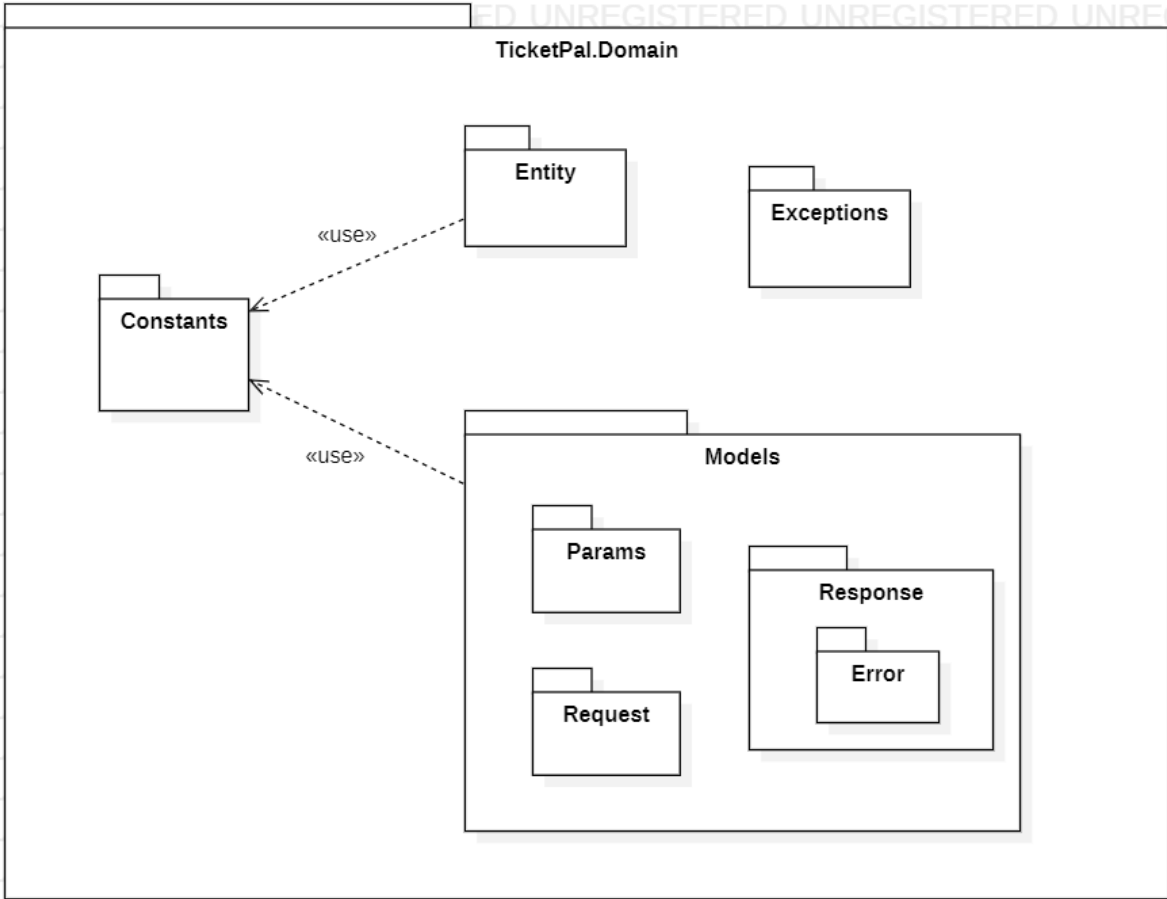 ED UNREGISTERED UNREGISTERED UNRE
TicketPal.Domain
Entity
Exceptions
«use»
Constants
«use»
Models
Params
Response
Error
Request